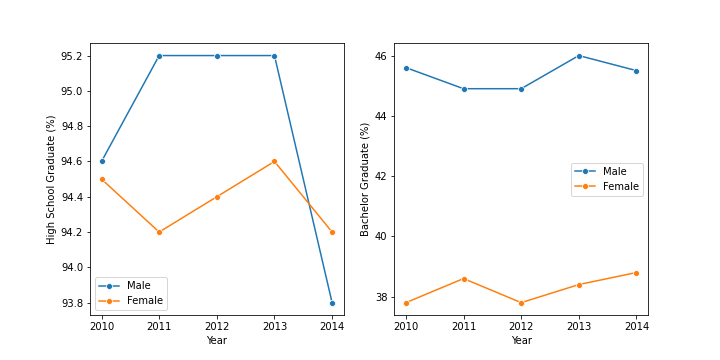 High School Graduate (%)
95.2
95.0
94.8
94.6
94.4
94.2
94.0
93.8
Male
Female
2010 2011 2012 2013 2014
Year
Bachelor Graduate (%)
46
44
42
40
38
Male
Female
2010 2011 2012 2013 2014
Year